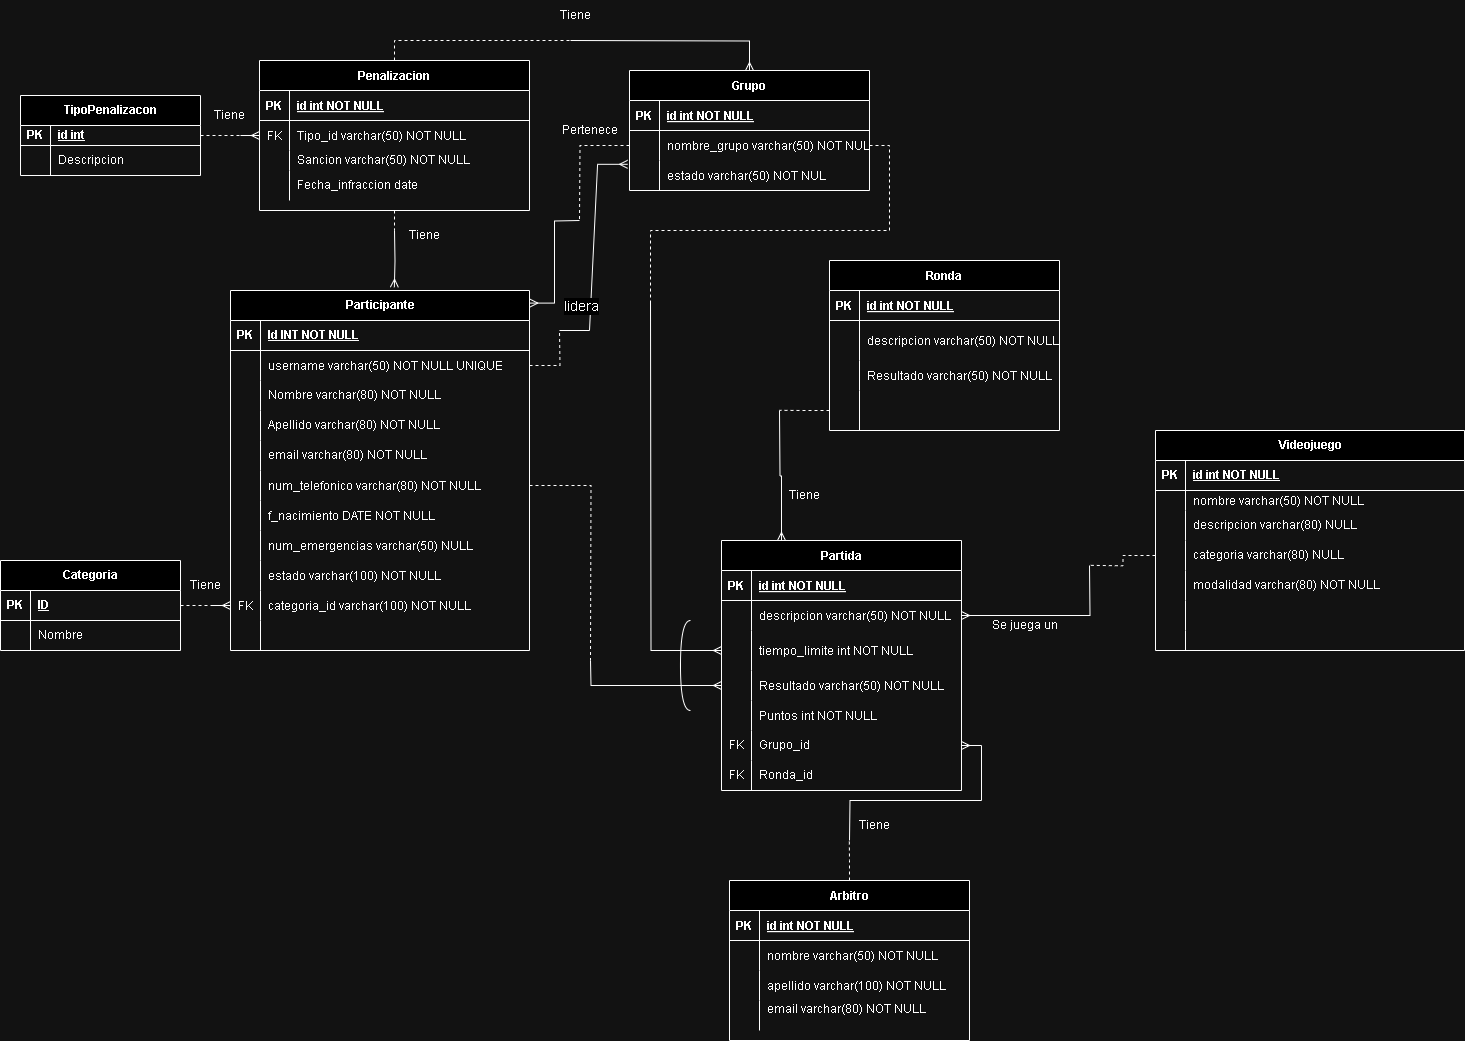 Tiene
Penalizacion
PK id int NOT NULL
FK Tipo_id varchar(50) NOT NULL
Sancion varchar(50) NOT NULL
Fecha_infraccion date
TipoPenalizacon
PK id int
Descripcion
Tiene
Grupo
PK id int NOT NULL
nombre_grupo varchar(50) NOT NUL
estado varchar(50) NOT NUL
Pertenece
Tiene
lidera
Participante
PK Id INT NOT NULL
username varchar(50) NOT NULL UNIQUE
Nombre varchar(80) NOT NULL
Apellido varchar(80) NOT NULL
email varchar(80) NOT NULL
num_telefonico varchar(80) NOT NULL
f_nacimiento DATE NOT NULL
num_emergencias varchar(50) NULL
estado varchar(100) NOT NULL
FK categoria_id varchar(100) NOT NULL
Categoria
PK ID
Nombre
Tiene
Ronda
PK id int NOT NULL
descripcion varchar(50) NOT NULL
Resultado varchar(50) NOT NULL
Tiene
Videojuego
PK id int NOT NULL
nombre varchar(50) NOT NULL
descripcion varchar(80) NOT NULL
categoria varchar(80) NOT NULL
modalidad varchar(80) NOT NULL
Se juega un
Partida
PK id int NOT NULL
descripcion varchar(50) NOT NULL
tiempo_limite int NOT NULL
Resultado varchar(50) NOT NULL
Puntos int NOT NULL
FK Grupo_id
FK Ronda_id
Tiene
Arbitro
PK id int NOT NULL
nombre varchar(50) NOT NULL
apellido varchar(100) NOT NULL
email varchar(80) NOT NULL